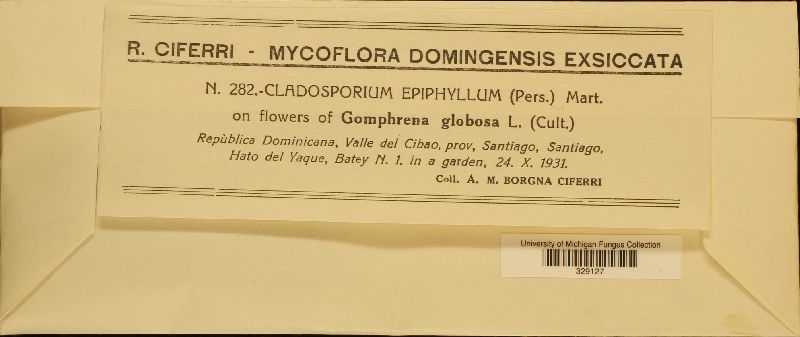 R. CIFERRI - MYCOFLORA DOMINGENSIS EXSICCATA
N. 282.-CLADOSPORIUM EPIPHYLLUM (Pers.) Mart.
on flowers of Gomphrena globosa L. (Cult.)
Repùblica Dominicana, Valle del Cibao, prov, Santiago, Santiago,
Hato del Yaque, Batey N. 1. in a garden, 24. X. 1931.
Coll. A. M. BORGNA CIFERRI
University of Michigan Fungus Collection
329127